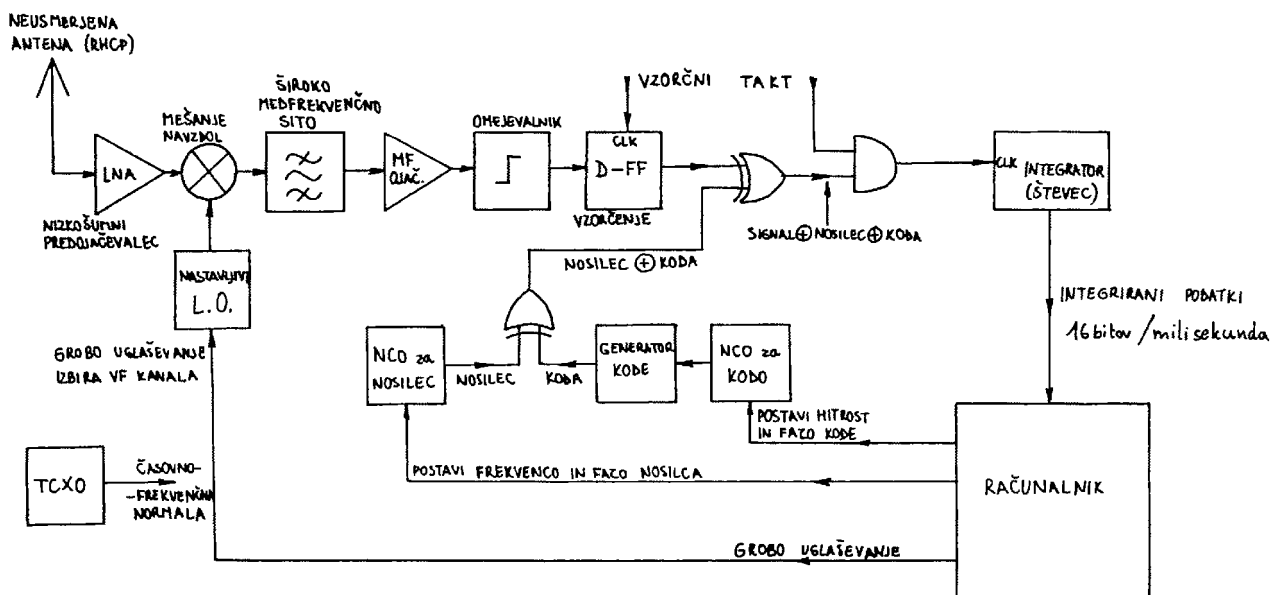 NEUSMERJENA
ANTENA (RHCP)
LNA
NIZKOŠUMNI
PREDOJAČEVALEC
MEŠANJE
NAVZDOL
ŠIROKO
MEDFREKVENČNO
SITO
MF
OJAČ.
OMEJEVALNIK
VZORČNI TAKT
CLK
D-FF
VZORČENJE
SIGNAL⊕NOSILEC⊕KODA
CLK
INTEGRATOR
(ŠTEVEC)
NASTAVLJIVI
L.O.
NOSILEC ⊕ KODA
INTEGRIRANI PODATKI
16bitov/milisekunda
GROBO UGLAŠEVANJE
IZBIRA VF KANALA
NCO za
NOSILEC
NOSILEC
KODA
GENERATOR
KODE
NCO za
KODO
POSTAVI HITROST
IN FAZO KODE
POSTAVI FREKVENCO IN FAZO NOSILCA
RAČUNALNIK
TCXO
ČASOVNO-
-FREKVENČNA
NORMALA
GROBO UGLAŠEVANJE